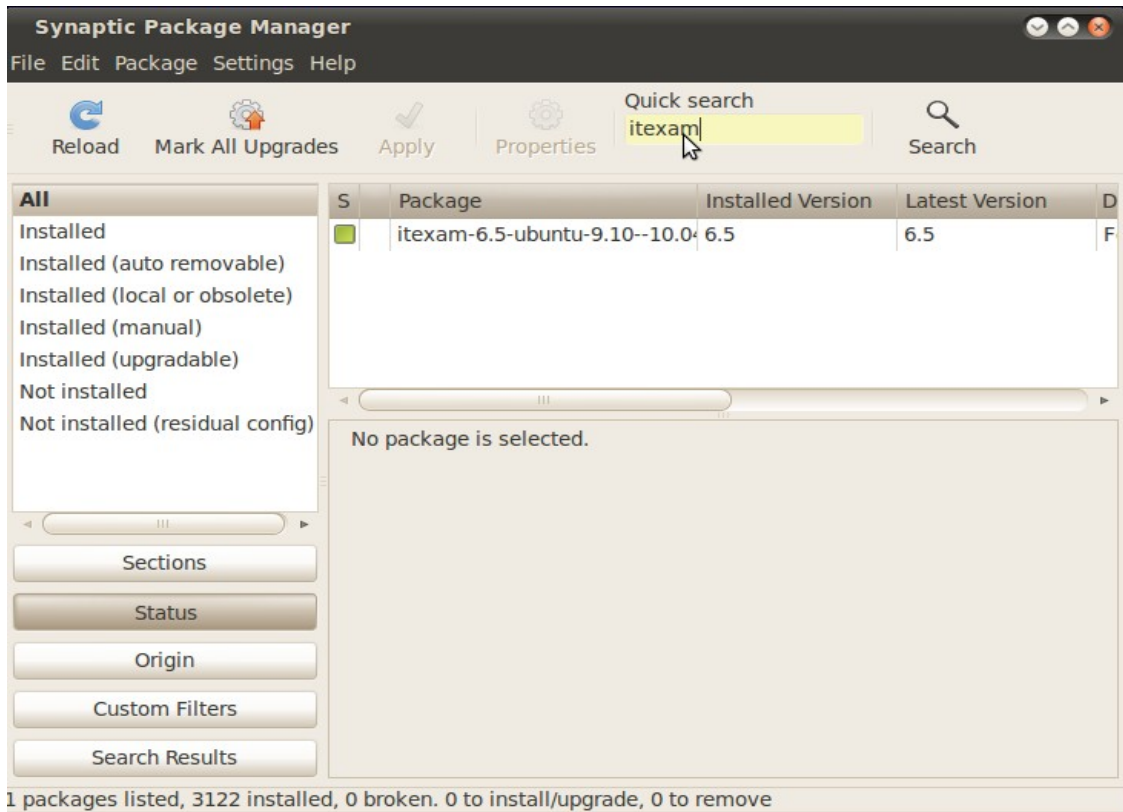 Synaptic Package Manager
File Edit Package Settings Help
Quick search
itexam
Reload Mark All Upgrades Apply Properties Search
All
Installed
Installed (auto removable)
Installed (local or obsolete)
Installed (manual)
Installed (upgradable)
Not installed
Not installed (residual config)
S Package Installed Version Latest Version D
itexam-6.5-ubuntu-9.10--10.04 6.5 6.5 F
No package is selected.
Sections
Status
Origin
Custom Filters
Search Results
1 packages listed, 3122 installed, 0 broken. 0 to install/upgrade, 0 to remove